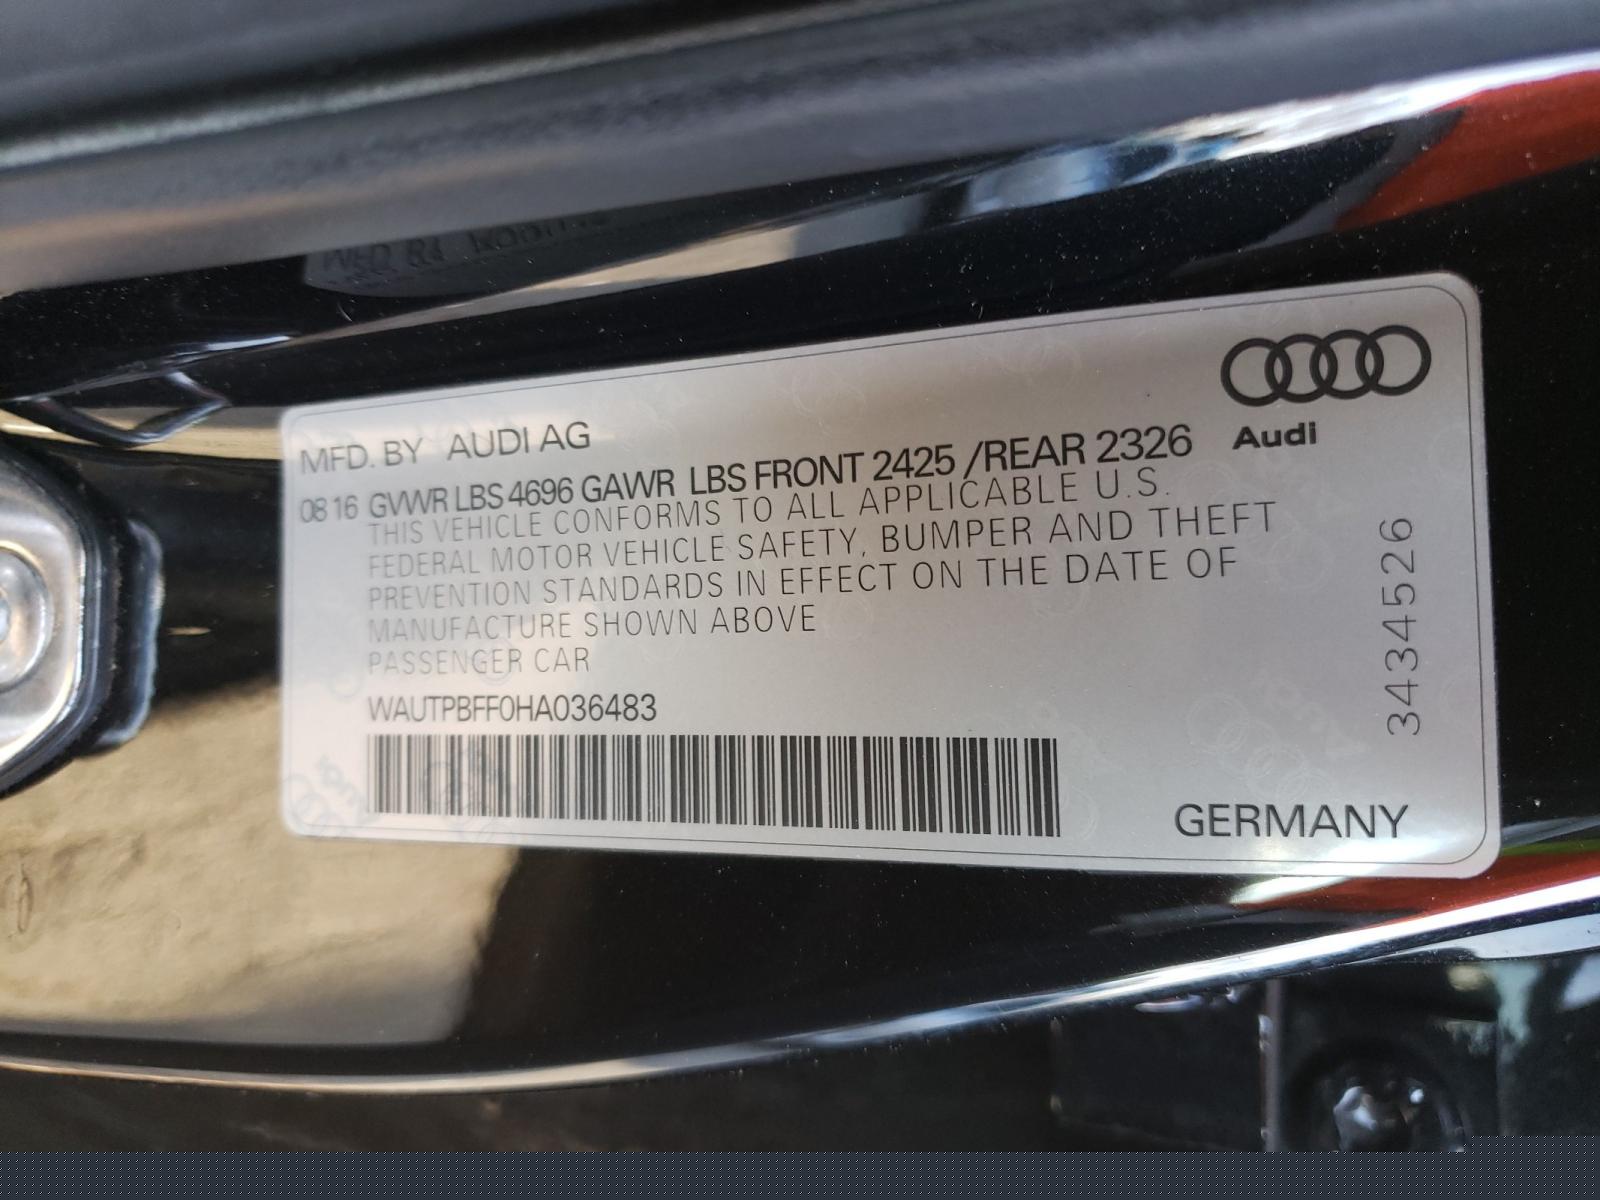 MFD. BY AUDI AG
08 16 GVWR LBS 4696 GAWR LBS FRONT 2425 /REAR 2326
THIS VEHICLE CONFORMS TO ALL APPLICABLE U.S.
FEDERAL MOTOR VEHICLE SAFETY, BUMPER AND THEFT
PREVENTION STANDARDS IN EFFECT ON THE DATE OF
MANUFACTURE SHOWN ABOVE
PASSENGER CAR
WAUTPBFF0HA036483
Audi
3434526
GERMANY